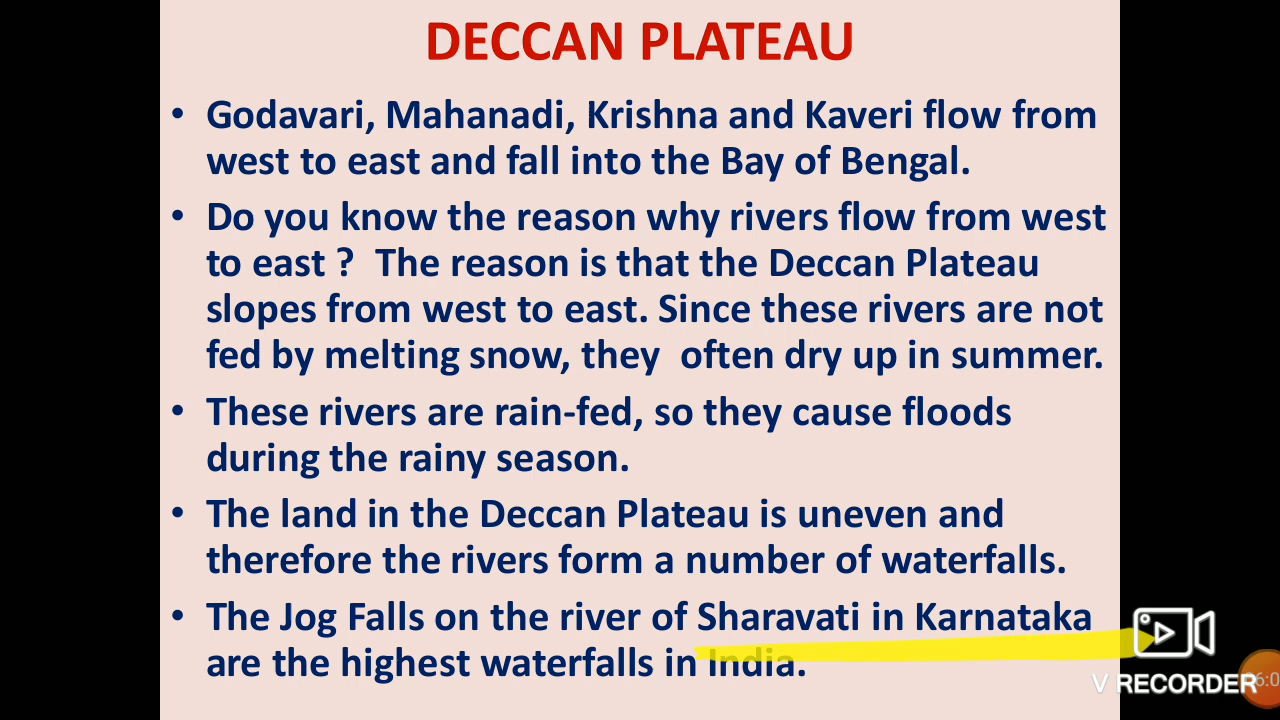 DECCAN PLATEAU
• Godavari, Mahanadi, Krishna and Kaveri flow from
west to east and fall into the Bay of Bengal.
• Do you know the reason why rivers flow from west
to east ?  The reason is that the Deccan Plateau
slopes from west to east. Since these rivers are not
fed by melting snow, they  often dry up in summer.
• These rivers are rain-fed, so they cause floods
during the rainy season.
• The land in the Deccan Plateau is uneven and
therefore the rivers form a number of waterfalls.
• The Jog Falls on the river of Sharavati in Karnataka
are the highest waterfalls in India.
V RECORDER